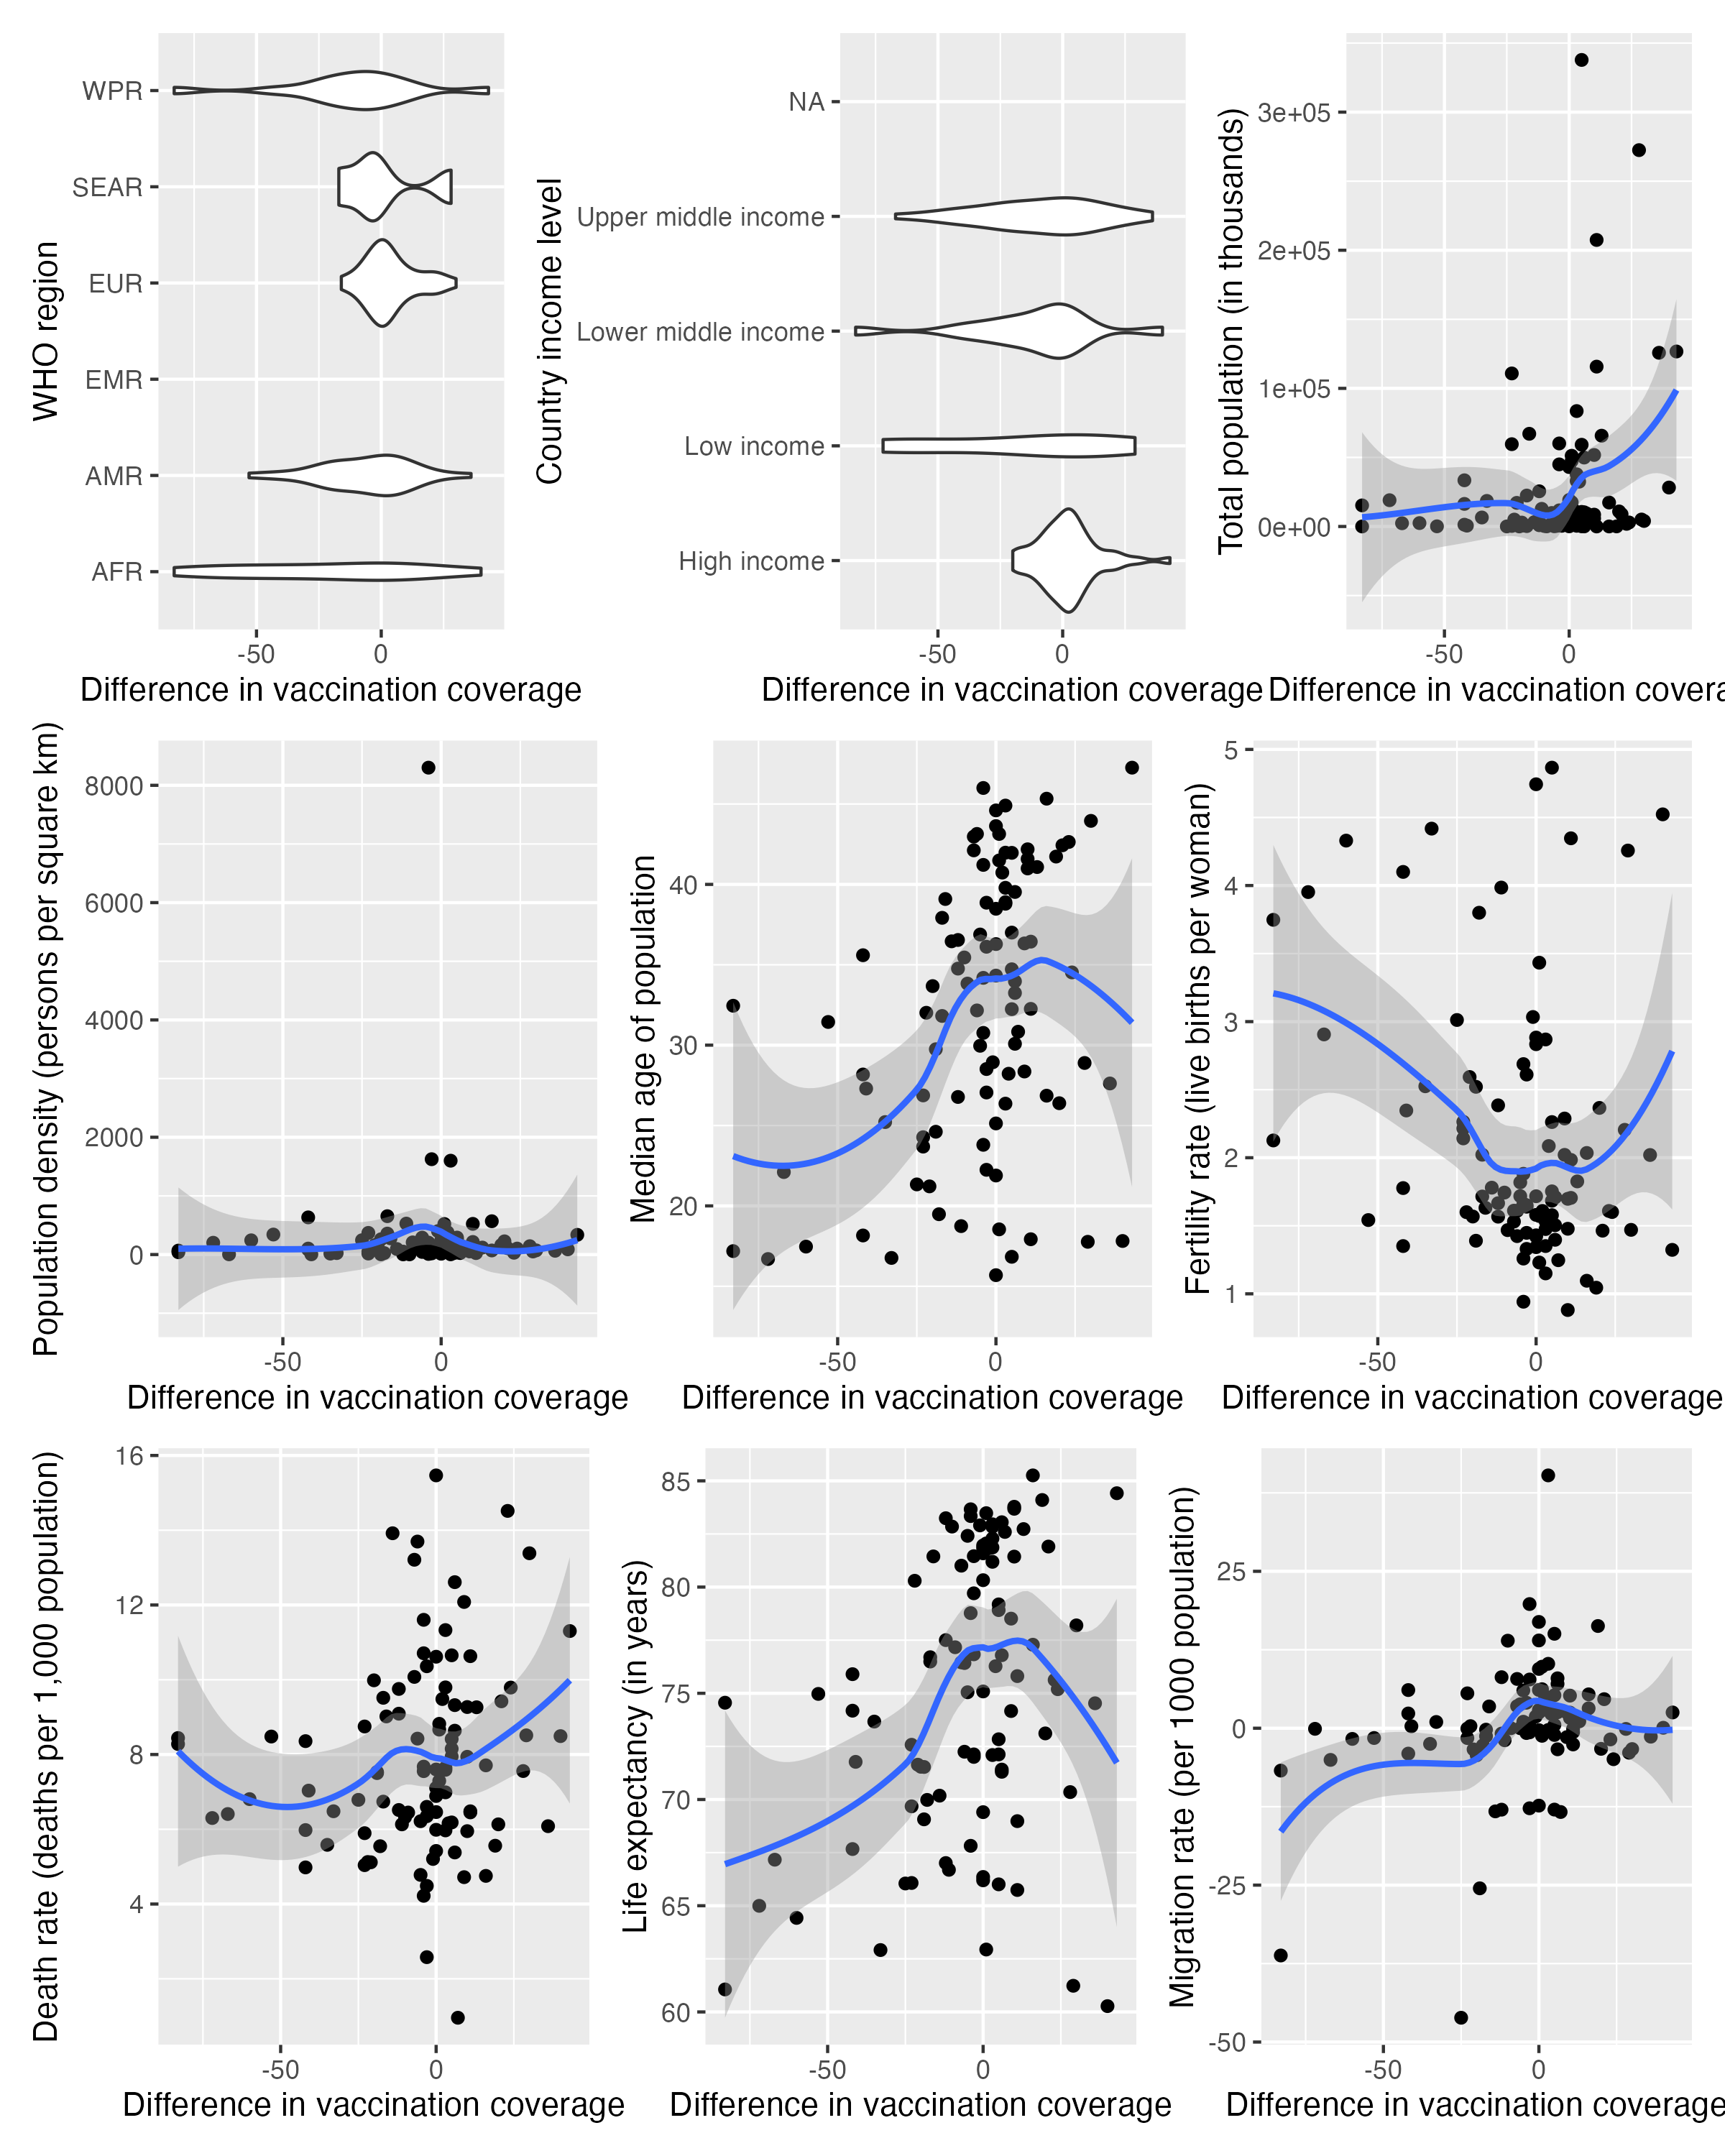 WHO region
WPR
SEAR
EUR
EMR
AMR
AFR
-50 0
Difference in vaccination coverage
Country income level
NA
Upper middle income
Lower middle income
Low income
High income
-50 0
Difference in vaccination coverage
Total population (in thousands)
3e+05
2e+05
1e+05
0e+00
-50 0
Difference in vaccination covera
Population density (persons per square km)
8000
6000
4000
2000
0
-50 0
Difference in vaccination coverage
Median age of population
40
30
20
-50 0
Difference in vaccination coverage
Fertility rate (live births per woman)
5
4
3
2
1
-50 0
Difference in vaccination coverage
Death rate (deaths per 1,000 population)
16
12
8
4
-50 0
Difference in vaccination coverage
Life expectancy (in years)
85
80
75
70
65
60
-50 0
Difference in vaccination coverage
Migration rate (per 1000 population)
25
0
-25
-50
-50 0
Difference in vaccination coverage